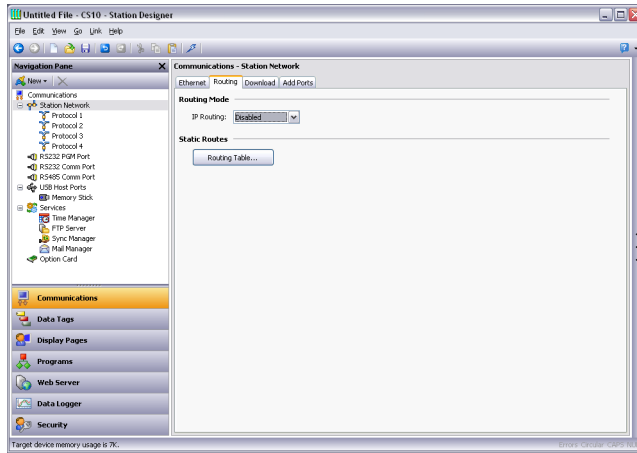 Untitled File - CS10 - Station Designer
File Edit View Go Link Help
Navigation Pane
New
Communications
Station Network
Protocol 1
Protocol 2
Protocol 3
Protocol 4
RS232 PGM Port
RS232 Comm Port
RS485 Comm Port
USB Host Ports
Memory Stick
Services
Time Manager
FTP Server
Sync Manager
Mail Manager
Option Card
Communications
Data Tags
Display Pages
Programs
Web Server
Data Logger
Security
Communications - Station Network
Ethernet Routing Download Add Ports
Routing Mode
IP Routing: Disabled
Static Routes
Routing Table...
Target device memory usage is 7K.
Errors Circular CAPS NU